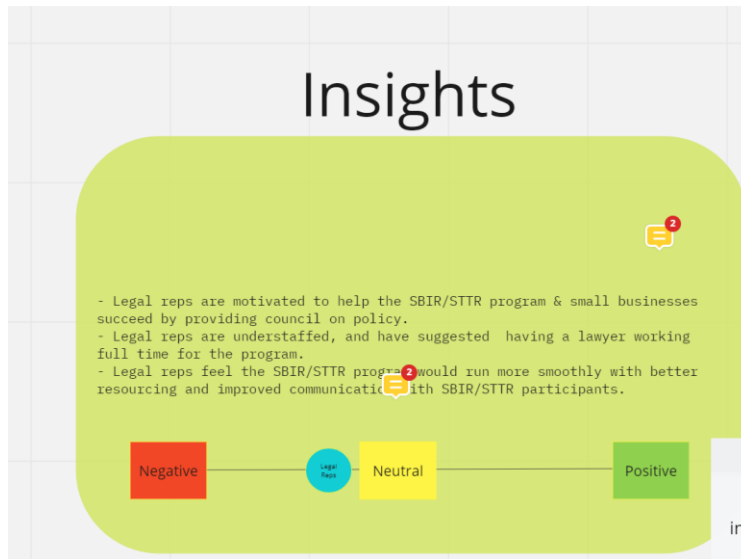 Insights
2
- Legal reps are motivated to help the SBIR/STTR program & small businesses
succeed by providing council on policy.
- Legal reps are understaffed, and have suggested  having a lawyer working
full time for the program.
- Legal reps feel the SBIR/STTR program would run more smoothly with better
2
resourcing and improved communication with SBIR/STTR participants.
Negative
Legal
Reps
Neutral
Positive
in